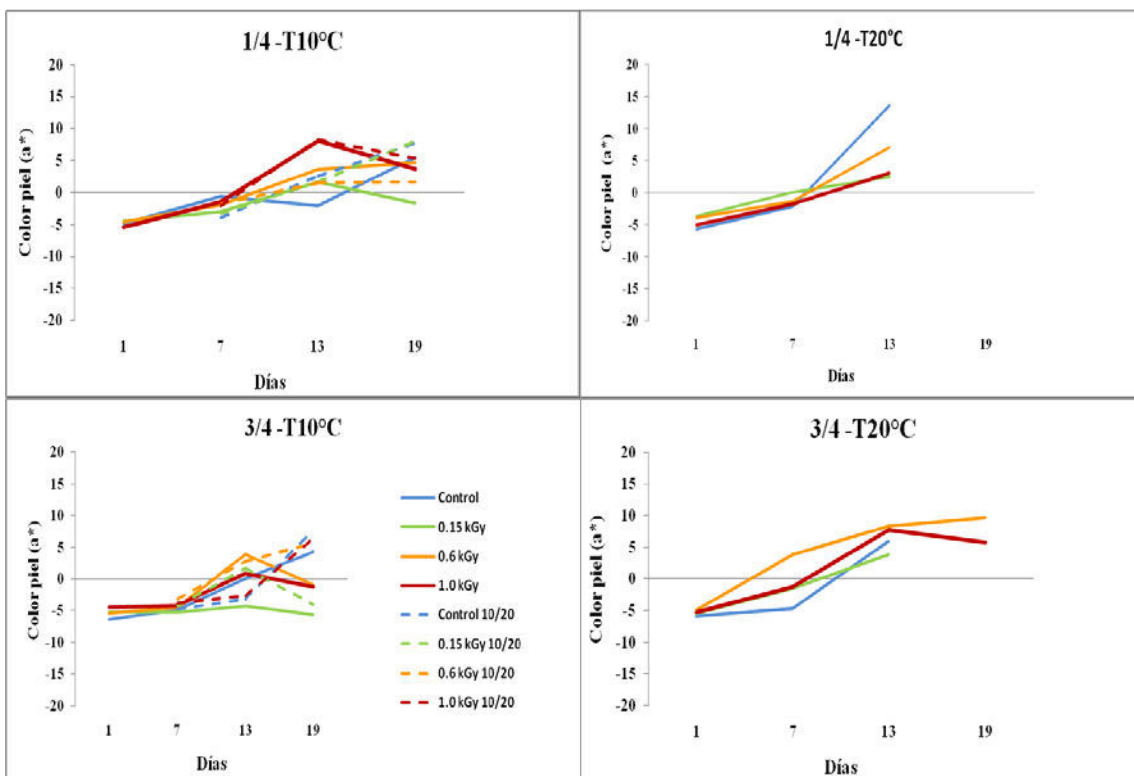 1/4 -T10°C
Color piel (a*)
20
15
10
5
0
-5
-10
-15
-20
1 7 13 19
Días
1/4 -T20°C
Color piel (a*)
20
15
10
5
0
-5
-10
-15
-20
1 7 13 19
Días
3/4 -T10°C
Color piel (a*)
20
15
10
5
0
-5
-10
-15
-20
1 7 13 19
Días
Control
0.15 kGy
0.6 kGy
1.0 kGy
Control 10/20
0.15 kGy 10/20
0.6 kGy 10/20
1.0 kGy 10/20
3/4 -T20°C
Color piel (a*)
20
15
10
5
0
-5
-10
-15
-20
1 7 13 19
Días